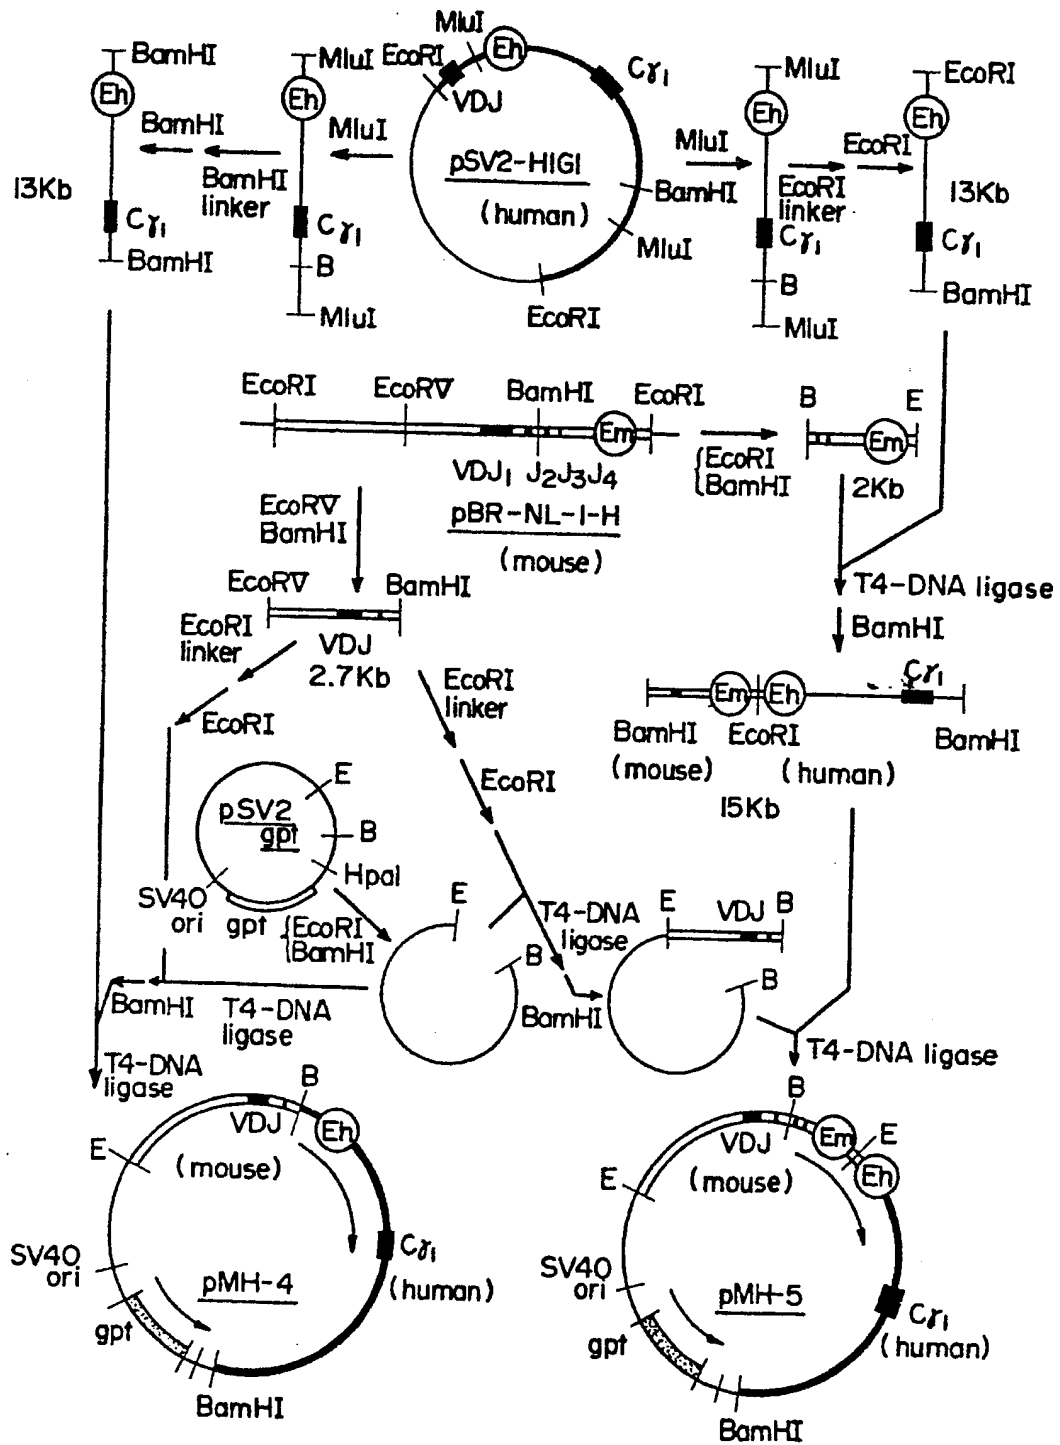 MluI
BamHI
Eh
BamHI
BamHI
linker
13Kb
Cγ1
BamHI
MluI
Eh
MluI
Cγ1
B
MluI
EcoRI
VDJ
Eh
Cγ1
pSV2-HIGI
(human)
BamHI
MluI
EcoRI
MluI
MluI
Eh
EcoRI
linker
Cγ1
B
MluI
EcoRI
EcoRI
Eh
13Kb
Cγ1
BamHI
EcoRI
EcoRV
BamHI
EcoRI
Em
VDJ1 J2J3J4
pBR-NL-1-H
(mouse)
{EcoRI
BamHI
B
E
Em
2Kb
EcoRV
BamHI
T4-DNA ligase
BamHI
EcoRV
BamHI
VDJ
2.7Kb
EcoRI
linker
EcoRI
EcoRI
linker
EcoRI
Em
Eh
Cγ1
BamHI
EcoRI
BamHI
(mouse)
(human)
15Kb
pSV2
gpt
E
B
HpaI
SV40
ori
gpt
{EcoRI
BamHI
E
B
T4-DNA
ligase
BamHI
E
VDJ
B
B
BamHI
T4-DNA
ligase
T4-DNA
ligase
T4-DNA ligase
B
VDJ
Eh
E
(mouse)
SV40
ori
pMH-4
Cγ1
(human)
gpt
BamHI
B
VDJ
Em
E
Eh
E
(mouse)
SV40
ori
pMH-5
Cγ1
(human)
gpt
BamHI